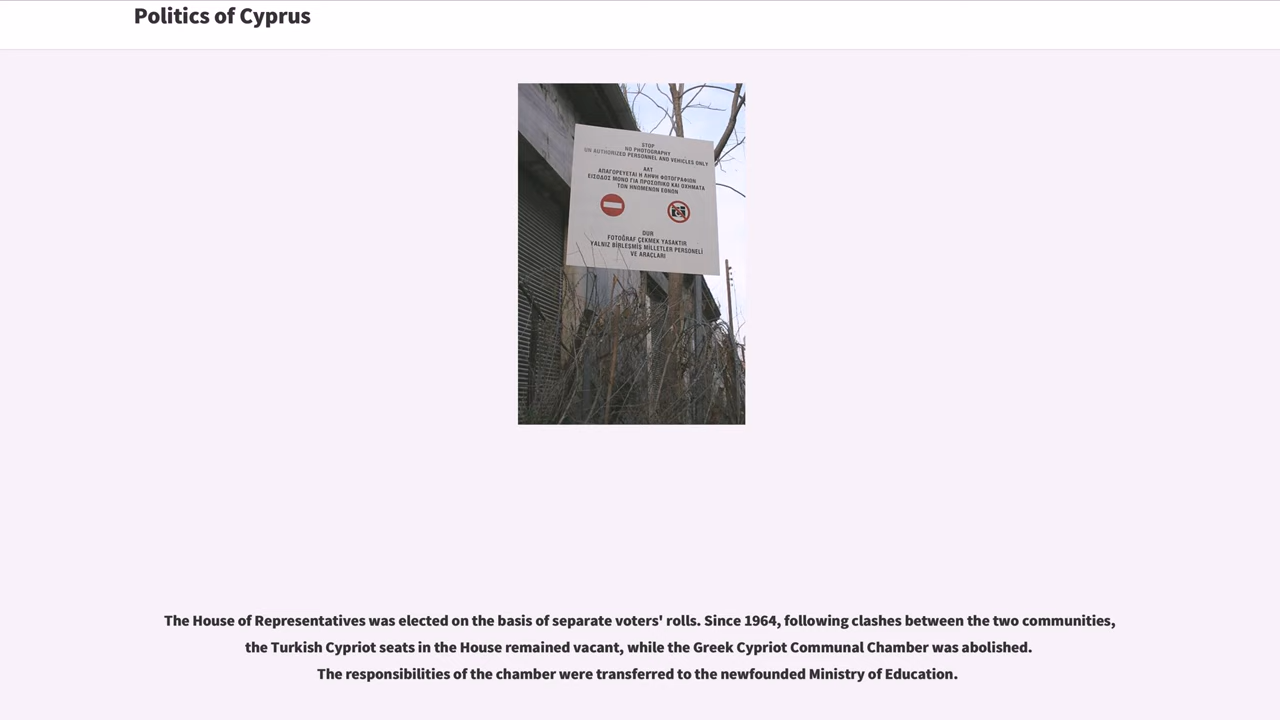 Politics of Cyprus
STOP
NO PHOTOGRAPHY
UN AUTHORIZED PERSONNEL AND VEHICLES ONLY
ΑΛΤ
ΑΠΑΓΟΡΕΥΕΤΑΙ Η ΛΗΨΗ ΦΩΤΟΓΡΑΦΙΩΝ
ΕΙΣΟΔΟΣ ΜΟΝΟ ΓΙΑ ΠΡΟΣΩΠΙΚΟ ΚΑΙ ΟΧΗΜΑΤΑ
ΤΩΝ ΗΝΩΜΕΝΩΝ ΕΘΝΩΝ
DUR
FOTOĞRAF ÇEKMEK YASAKTIR
YALNIZ BİRLEŞMİŞ MİLLETLER PERSONELİ
VE ARAÇLARI
The House of Representatives was elected on the basis of separate voters' rolls. Since 1964, following clashes between the two communities,
the Turkish Cypriot seats in the House remained vacant, while the Greek Cypriot Communal Chamber was abolished.
The responsibilities of the chamber were transferred to the newfounded Ministry of Education.